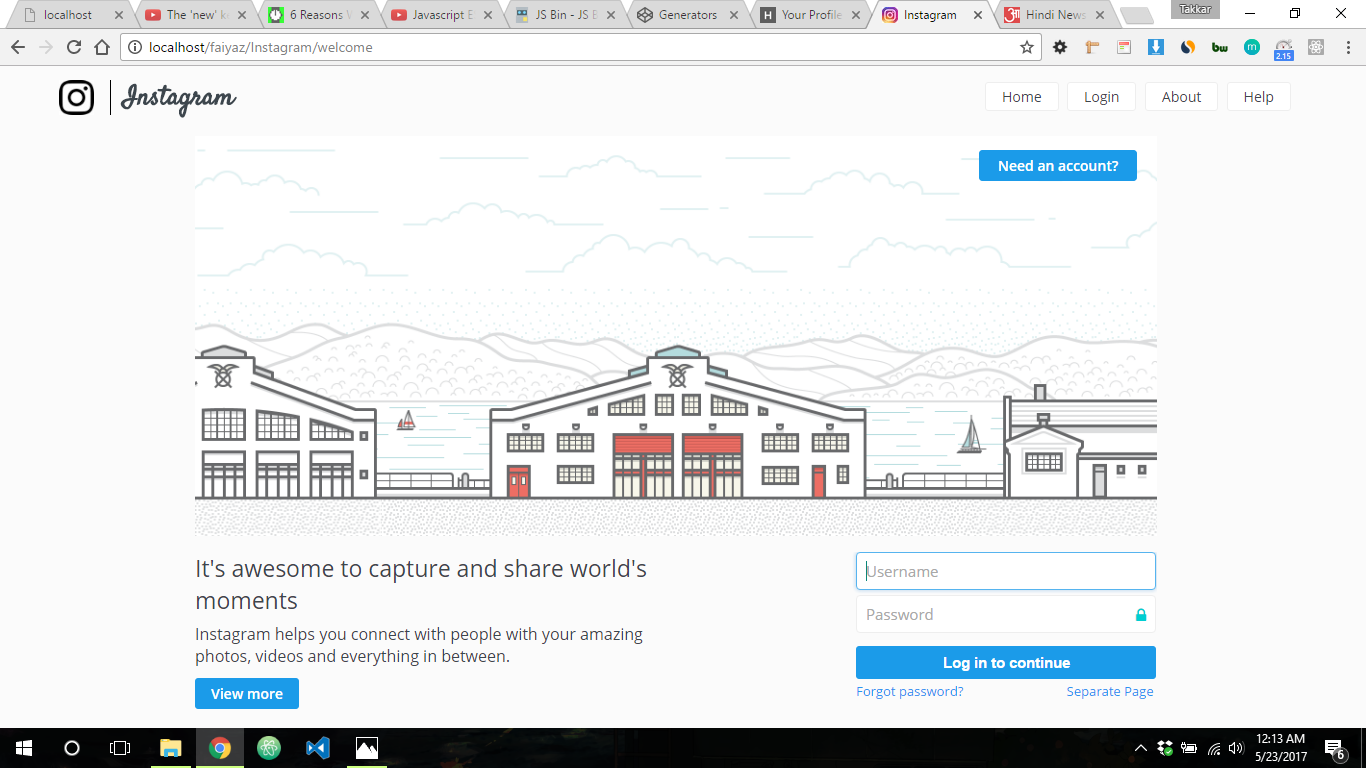 localhost
The 'new' k
6 Reasons
Javascript E
JS Bin - JS B
Generators
Your Profile
Instagram
Hindi News
Takkar
localhost/faiyaz/Instagram/welcome
bw
m
2.15
Instagram
Home
Login
About
Help
Need an account?
It's awesome to capture and share world's
moments
Instagram helps you connect with people with your amazing
photos, videos and everything in between.
View more
Username
Password
Log in to continue
Forgot password?
Separate Page
12:13 AM
5/23/2017
6